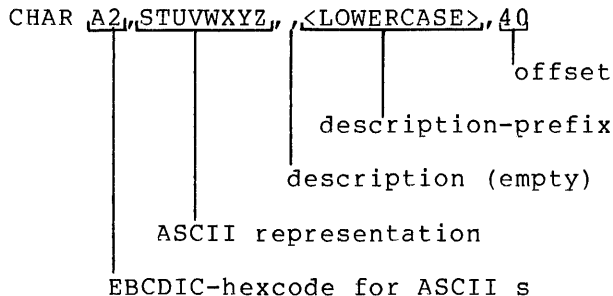 CHAR A2,STUVWXYZ,,<LOWERCASE>,40
offset
description-prefix
description (empty)
ASCII representation
EBCDIC-hexcode for ASCII s